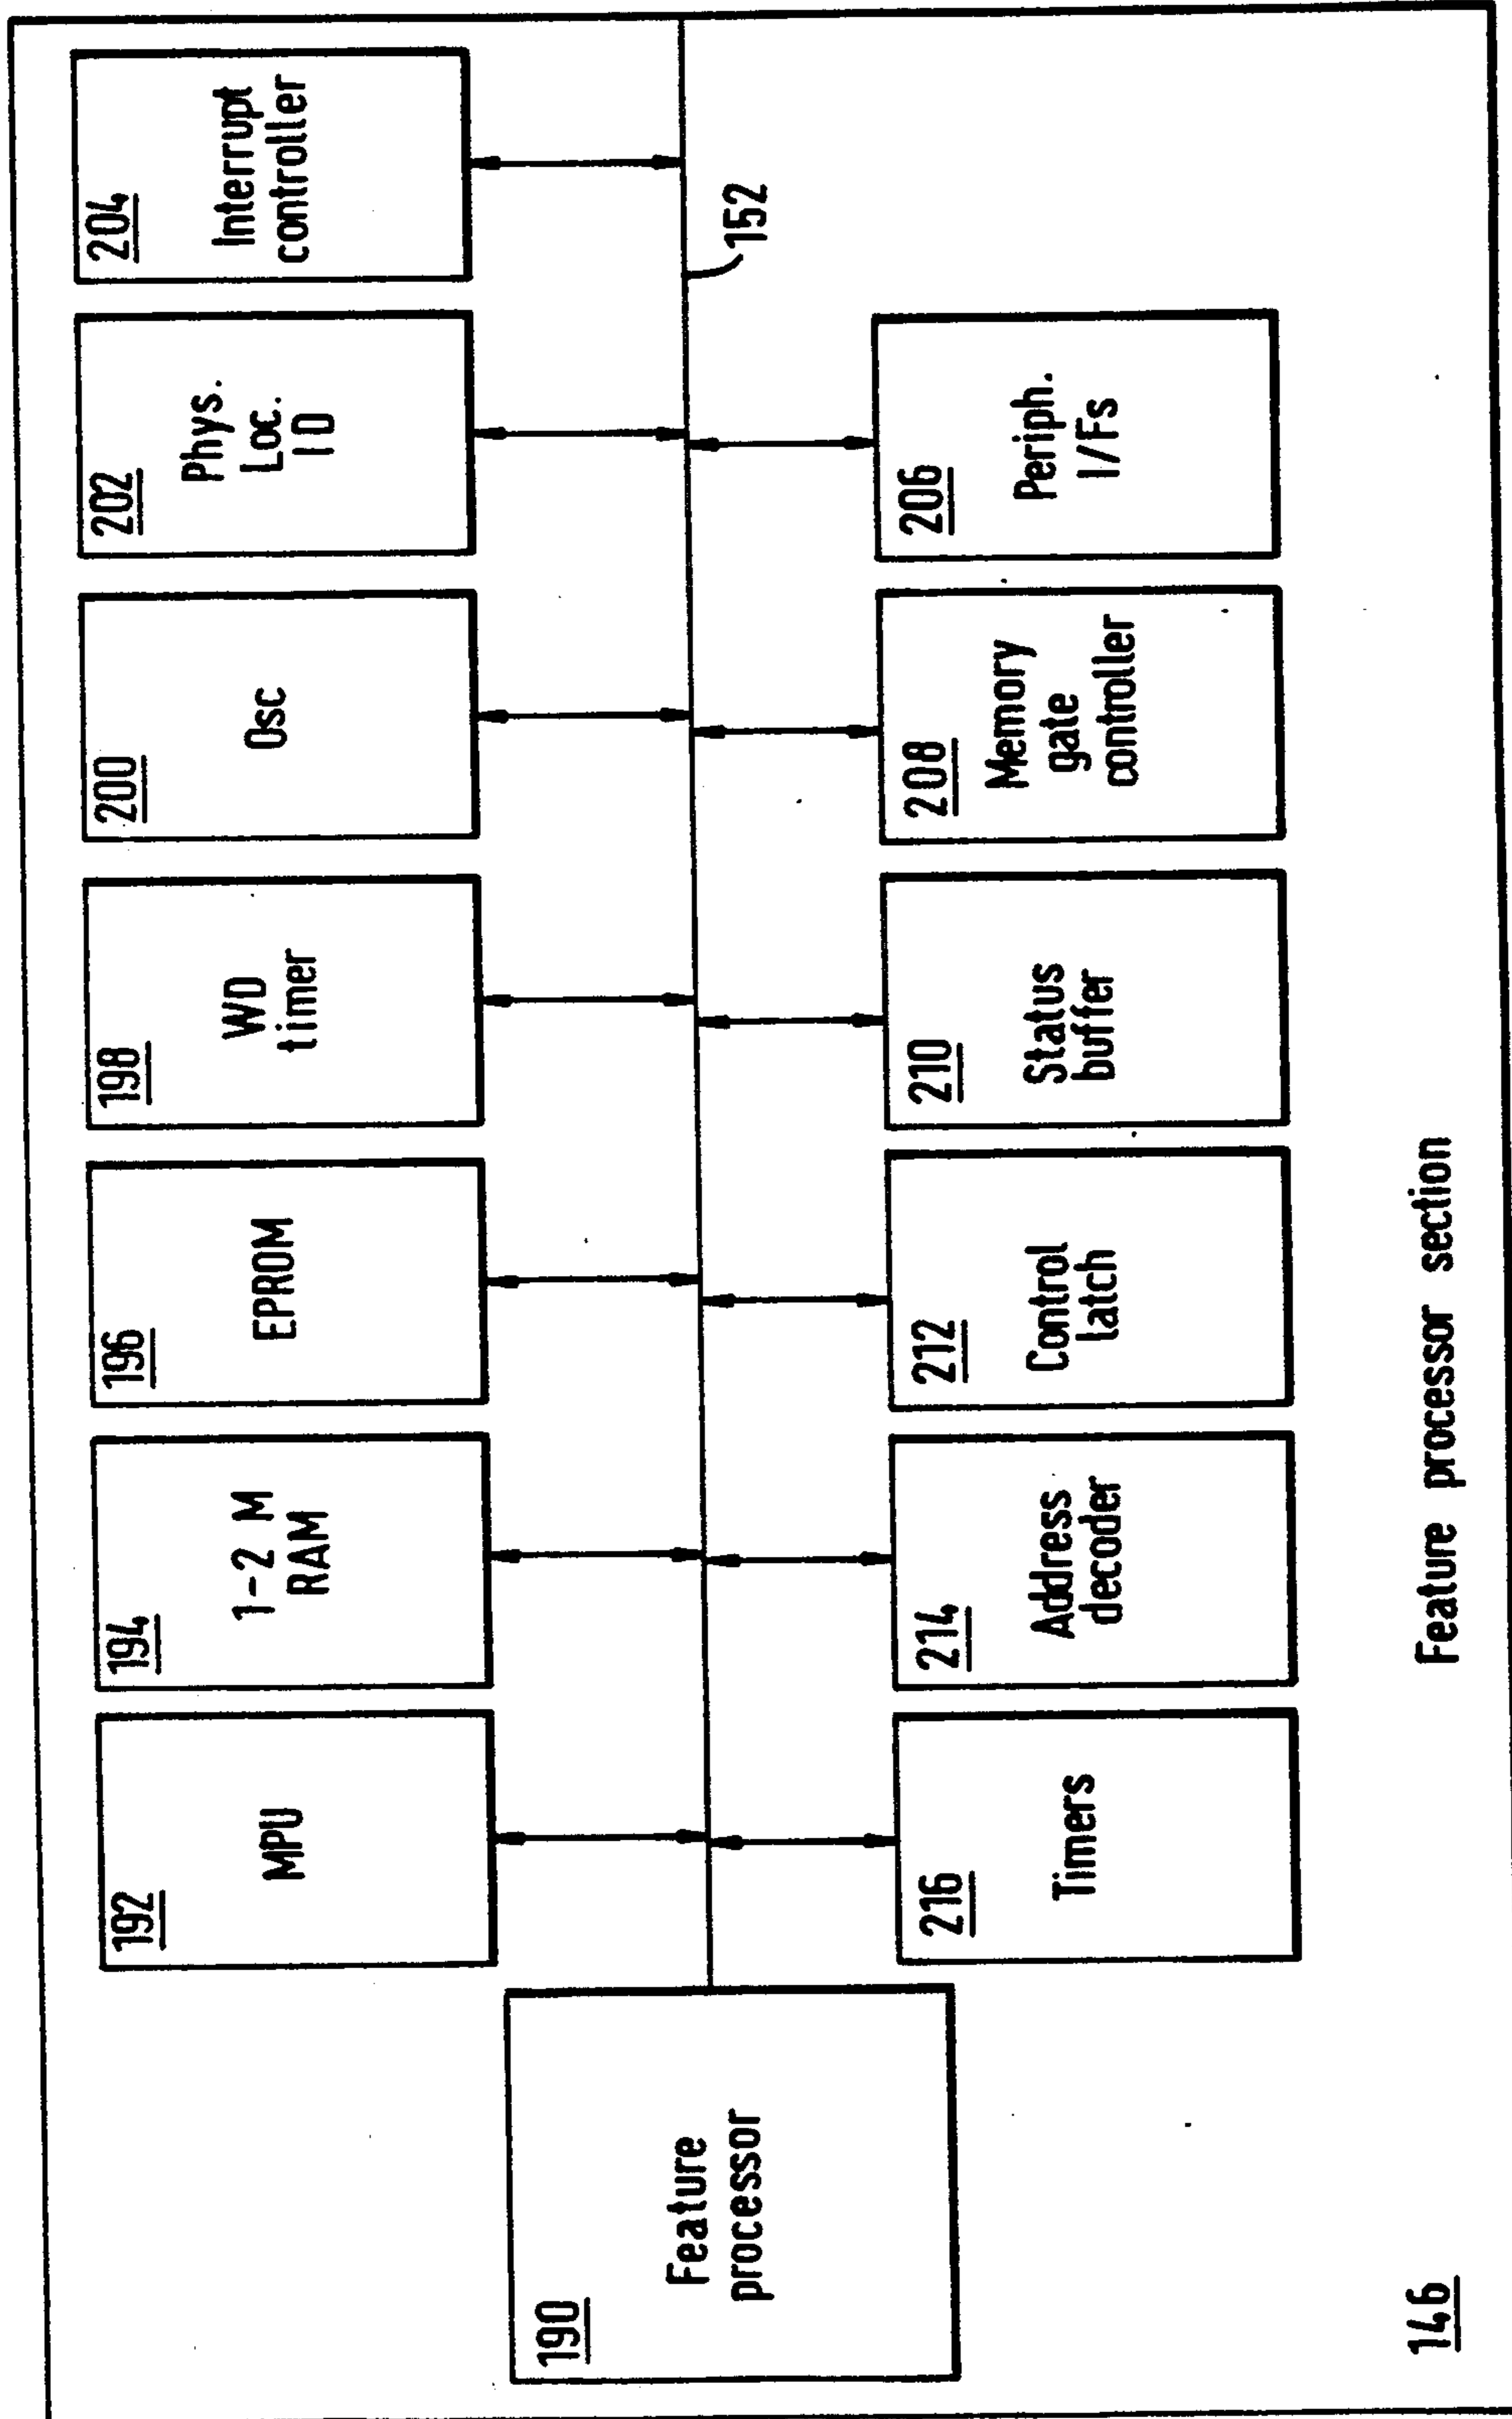 192
MPU
194
1-2 M
RAM
196
EPROM
198
WD
timer
200
Osc
202
Phys.
Loc.
ID
204
Interrupt
controller
152
190
Feature
processor
216
Timers
214
Address
decoder
212
Control
latch
210
Status
buffer
208
Memory
gate
controller
206
Periph.
I/Fs
146
Feature processor section